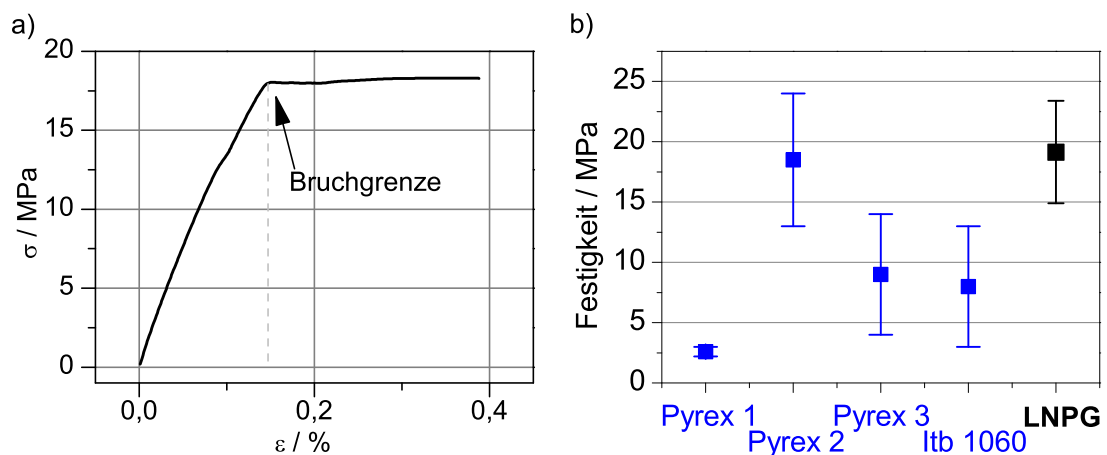 a)
20
15
10
5
0
σ / MPa
Bruchgrenze
0,0
0,2
0,4
ε / %
b)
25
20
15
10
5
0
Festigkeit / MPa
Pyrex 1
Pyrex 2
Pyrex 3
Itb 1060
LNPG